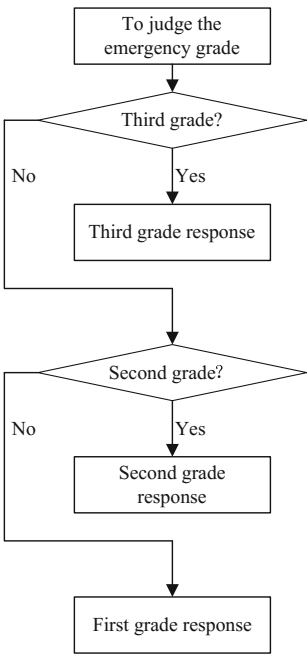 To judge the
emergency grade
Third grade?
No
Yes
Third grade response
Second grade?
No
Yes
Second grade
response
First grade response